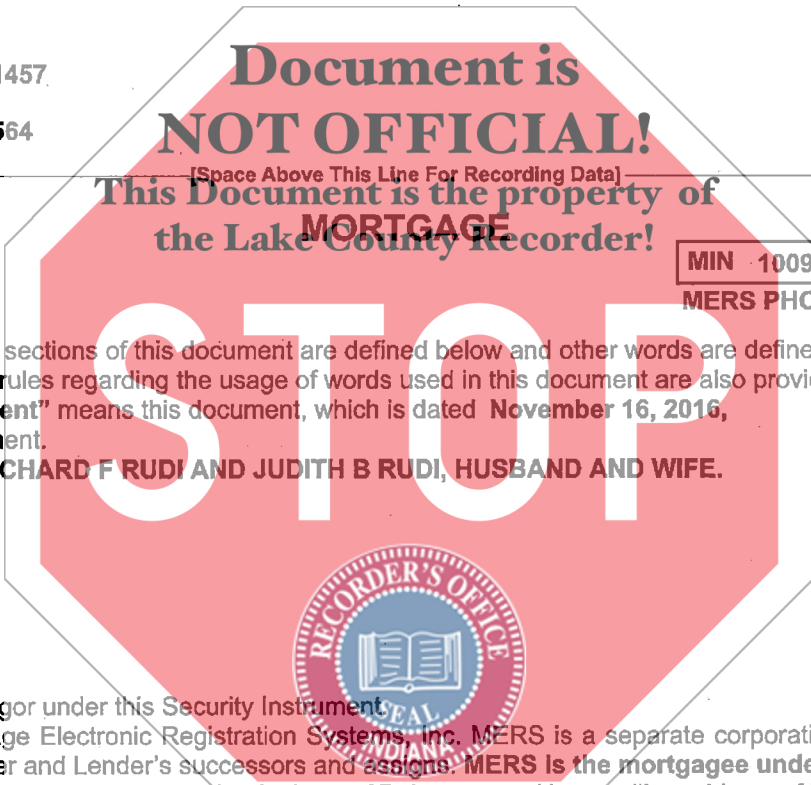 1457
Document is
564
NOT OFFICIAL!
[Space Above This Line For Recording Data]
This Document is the property of
MORTGAGE
the Lake County Recorder!
MIN 1009
MERS PHO
sections of this document are defined below and other words are define
rules regarding the usage of words used in this document are also provi
ent” means this document, which is dated November 16, 2016,
ent.
CHARD F RUDI AND JUDITH B RUDI, HUSBAND AND WIFE.
STOP
RECORDER'S OFFICE
SEAL
INDIANA
gor under this Security Instrument.
ge Electronic Registration Systems, Inc. MERS is a separate corporati
er and Lender's successors and assigns. MERS is the mortgagee unde